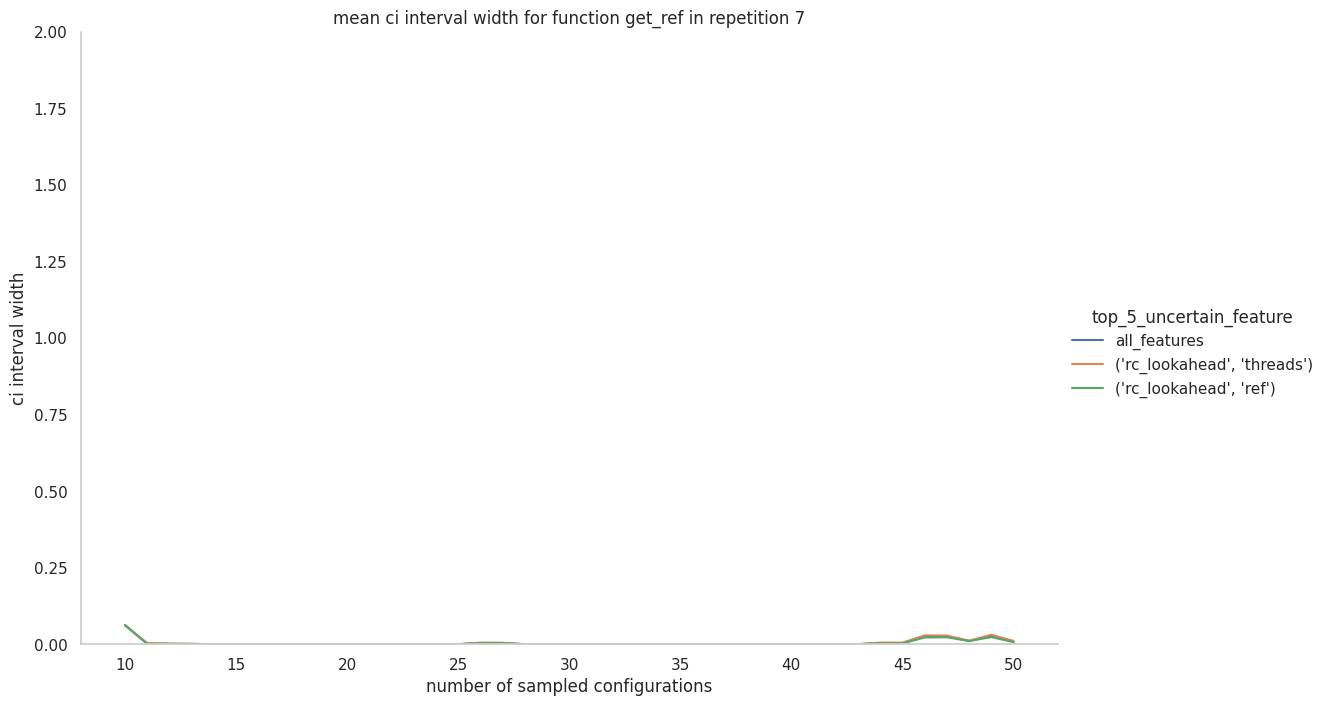 mean ci interval width for function get_ref in repetition 7
2.00
1.75
1.50
1.25
1.00
0.75
0.50
0.25
0.00
ci interval width
10 15 20 25 30 35 40 45 50
number of sampled configurations
top_5_uncertain_feature
all_features
('rc_lookahead', 'threads')
('rc_lookahead', 'ref')